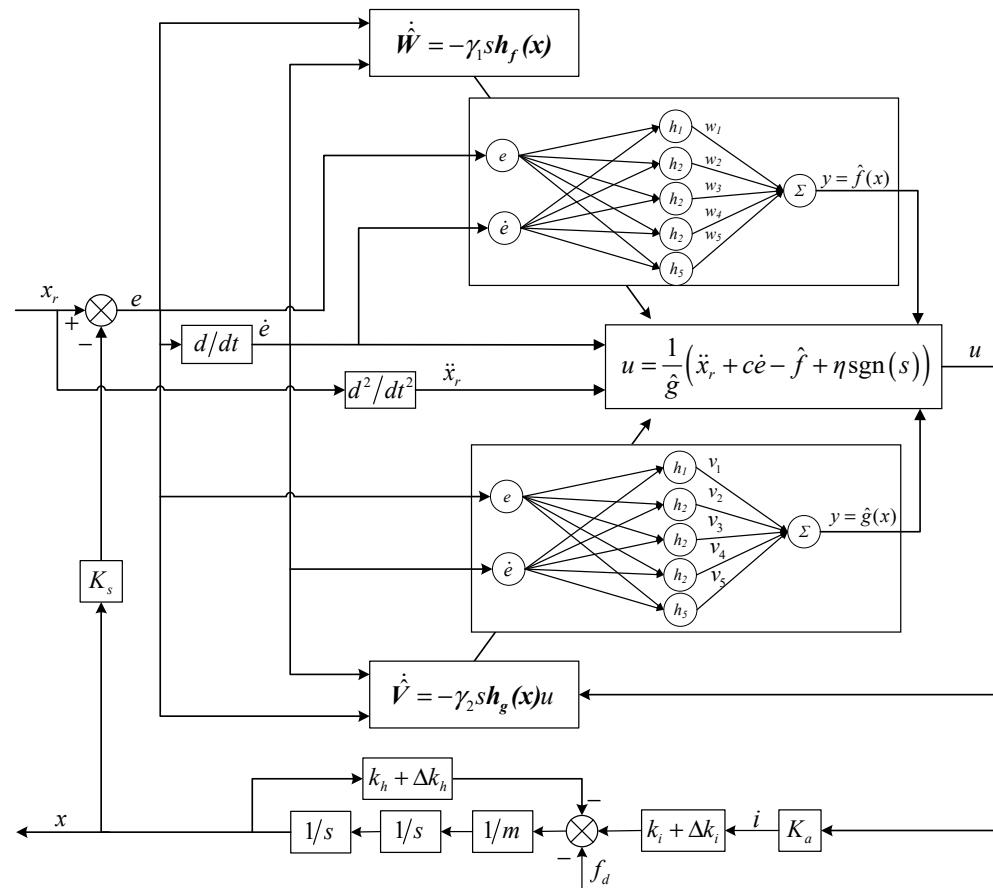 Ŵ̇ = −γ₁sh_f(x)
e
ė
h₁
h₂
h₂
h₂
h₅
w₁
w₂
w₃
w₄
w₅
Σ
y = f̂(x)
x_r
+
−
e
d/dt
ė
d²/dt²
ẍ_r
u = 1/ĝ (ẍ_r + cė − f̂ + η sgn(s))
u
e
ė
h₁
h₂
h₂
h₂
h₅
v₁
v₂
v₃
v₄
v₅
Σ
y = ĝ(x)
K_s
V̂̇ = −γ₂sh_g(x)u
k_h + Δk_h
−
x
1/s
1/s
1/m
−
f_d
k_i + Δk_i
i
K_a